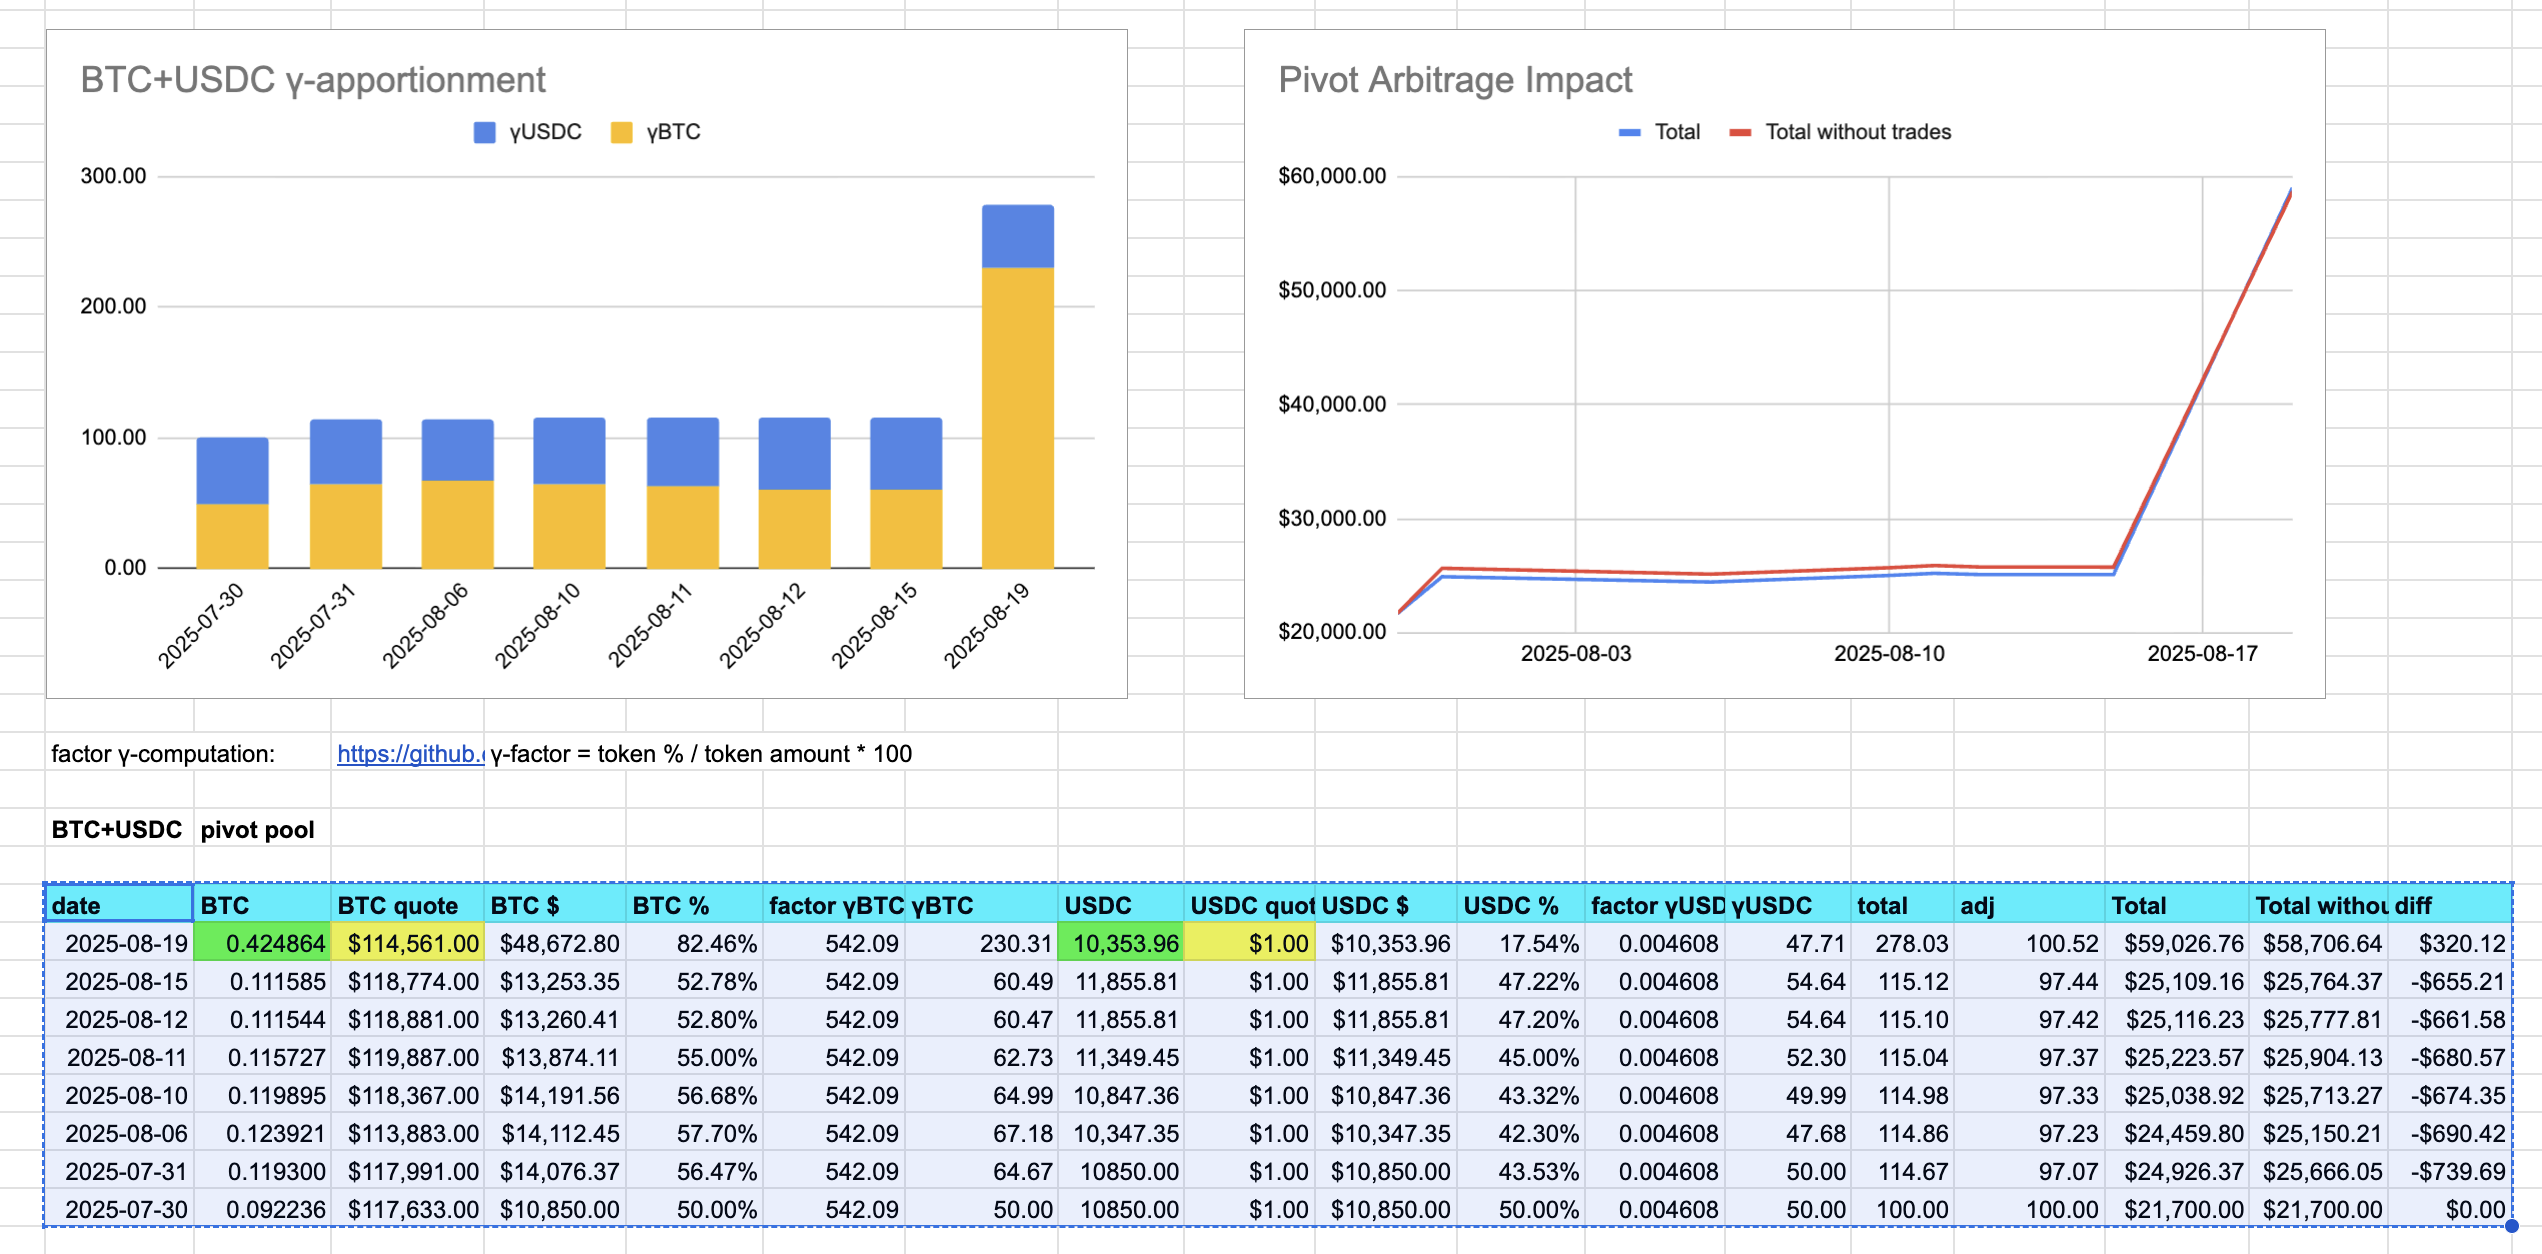 BTC+USDC γ-apportionment
γUSDC γBTC
300.00
200.00
100.00
0.00
2025-07-30 2025-07-31 2025-08-06 2025-08-10 2025-08-11 2025-08-12 2025-08-15 2025-08-19
Pivot Arbitrage Impact
Total Total without trades
$60,000.00
$50,000.00
$40,000.00
$30,000.00
$20,000.00
2025-08-03 2025-08-10 2025-08-17
factor γ-computation: https://github. γ-factor = token % / token amount * 100
BTC+USDC pivot pool
date BTC BTC quote BTC $ BTC % factor γBTC γBTC USDC USDC quot USDC $ USDC % factor γUSD γUSDC total adj Total Total withou diff
2025-08-19 0.424864 $114,561.00 $48,672.80 82.46% 542.09 230.31 10,353.96 $1.00 $10,353.96 17.54% 0.004608 47.71 278.03 100.52 $59,026.76 $58,706.64 $320.12
2025-08-15 0.111585 $118,774.00 $13,253.35 52.78% 542.09 60.49 11,855.81 $1.00 $11,855.81 47.22% 0.004608 54.64 115.12 97.44 $25,109.16 $25,764.37 -$655.21
2025-08-12 0.111544 $118,881.00 $13,260.41 52.80% 542.09 60.47 11,855.81 $1.00 $11,855.81 47.20% 0.004608 54.64 115.10 97.42 $25,116.23 $25,777.81 -$661.58
2025-08-11 0.115727 $119,887.00 $13,874.11 55.00% 542.09 62.73 11,349.45 $1.00 $11,349.45 45.00% 0.004608 52.30 115.04 97.37 $25,223.57 $25,904.13 -$680.57
2025-08-10 0.119895 $118,367.00 $14,191.56 56.68% 542.09 64.99 10,847.36 $1.00 $10,847.36 43.32% 0.004608 49.99 114.98 97.33 $25,038.92 $25,713.27 -$674.35
2025-08-06 0.123921 $113,883.00 $14,112.45 57.70% 542.09 67.18 10,347.35 $1.00 $10,347.35 42.30% 0.004608 47.68 114.86 97.23 $24,459.80 $25,150.21 -$690.42
2025-07-31 0.119300 $117,991.00 $14,076.37 56.47% 542.09 64.67 10850.00 $1.00 $10,850.00 43.53% 0.004608 50.00 114.67 97.07 $24,926.37 $25,666.05 -$739.69
2025-07-30 0.092236 $117,633.00 $10,850.00 50.00% 542.09 50.00 10850.00 $1.00 $10,850.00 50.00% 0.004608 50.00 100.00 100.00 $21,700.00 $21,700.00 $0.00